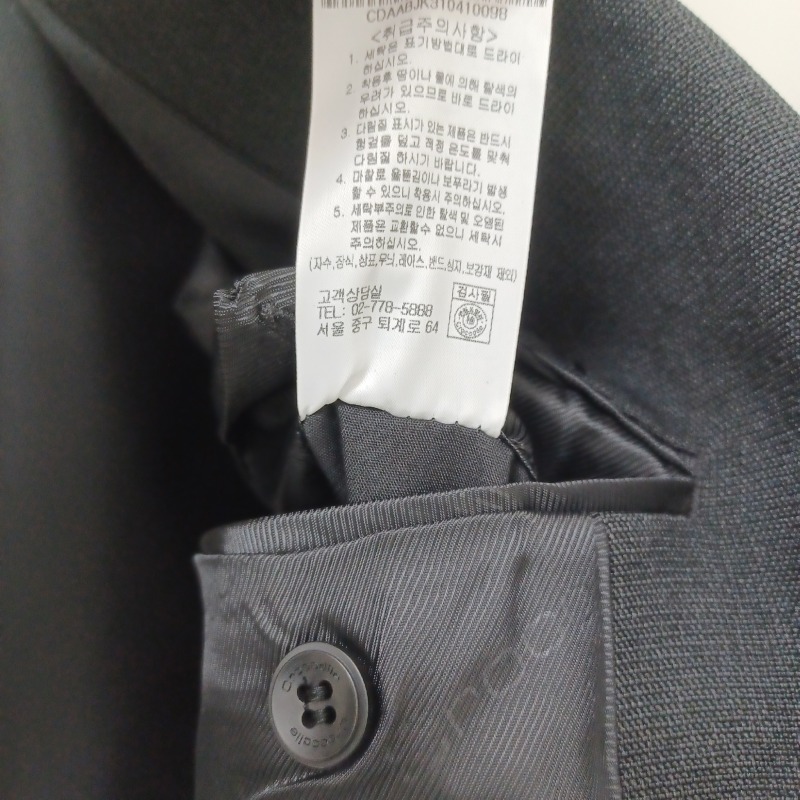 CDAABJK310410098
<취급주의사항>
1. 세탁은 표기방법대로 드라이
하십시오.
2. 착용후 땀이나 물에 의해 탈색의
우려가 있으므로 바로 드라이
하십시오.
3. 다림질 표시가 있는 제품은 반드시
헝겊을 덮고 적정 온도를 맞춰
다림질 하시기 바랍니다.
4. 마찰로 올뜯김이나 보푸라기 발생
할 수 있으니 착용시 주의하십시오.
5. 세탁부주의로 인한 탈색 및 오염된
제품은 교환할수 없으니 세탁시
주의하십시오.
(자수,장식,상표,무늬,레이스,밴드,심지,보강재 제외)
고객상담실
TEL: 02-778-5888
서울 중구 퇴계로 64
검사필